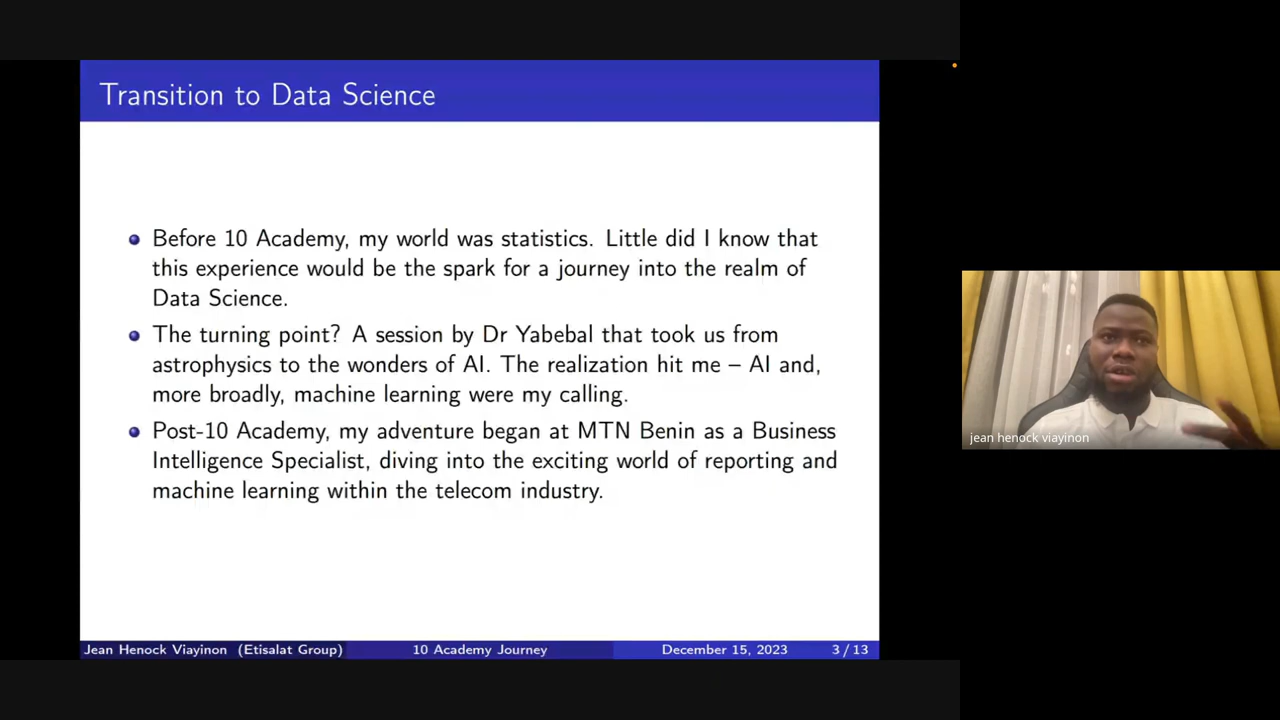 Transition to Data Science
Before 10 Academy, my world was statistics. Little did I know that
this experience would be the spark for a journey into the realm of
Data Science.
The turning point? A session by Dr Yabebal that took us from
astrophysics to the wonders of AI. The realization hit me – AI and,
more broadly, machine learning were my calling.
Post-10 Academy, my adventure began at MTN Benin as a Business
Intelligence Specialist, diving into the exciting world of reporting and
machine learning within the telecom industry.
jean henock viayinon
Jean Henock Viayinon (Etisalat Group) 10 Academy Journey December 15, 2023 3 / 13